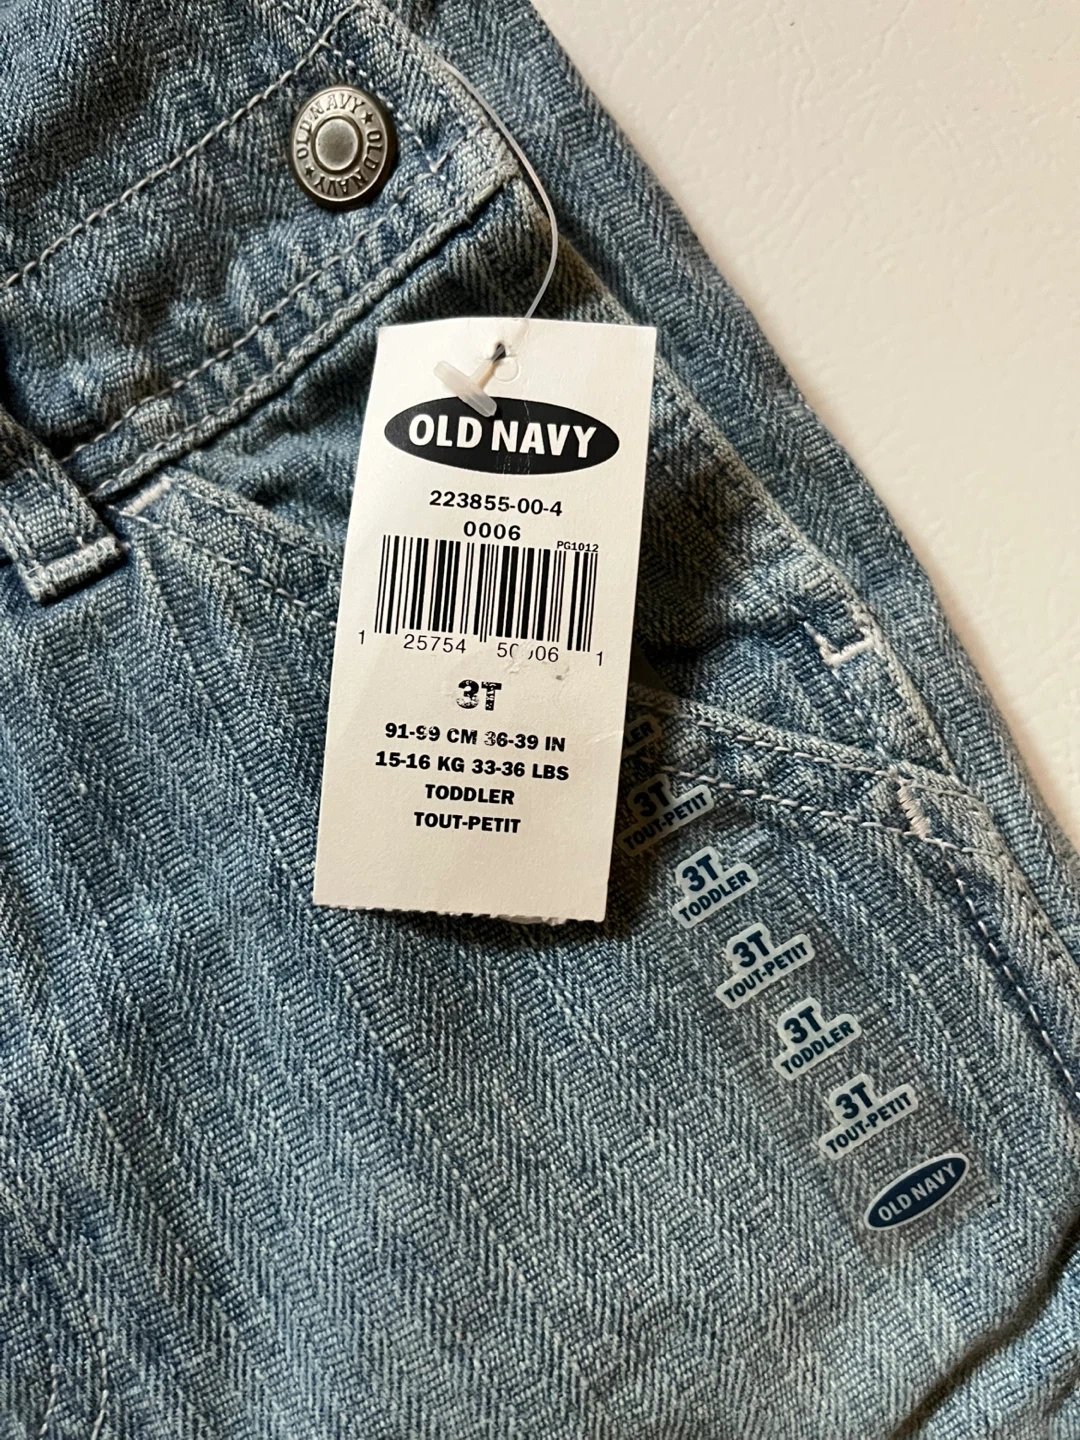 OLD NAVY ★ OLD NAVY ★
OLD NAVY
223855-00-4
0006
PG1012
1 25754 1
3T
91-99 CM 36-39 IN
15-16 KG 33-36 LBS
TODDLER
TOUT-PETIT
3T
TOUT-PETIT
3T
TODDLER
3T
TOUT-PETIT
3T
TODDLER
3T
TOUT-PETIT
OLD NAVY